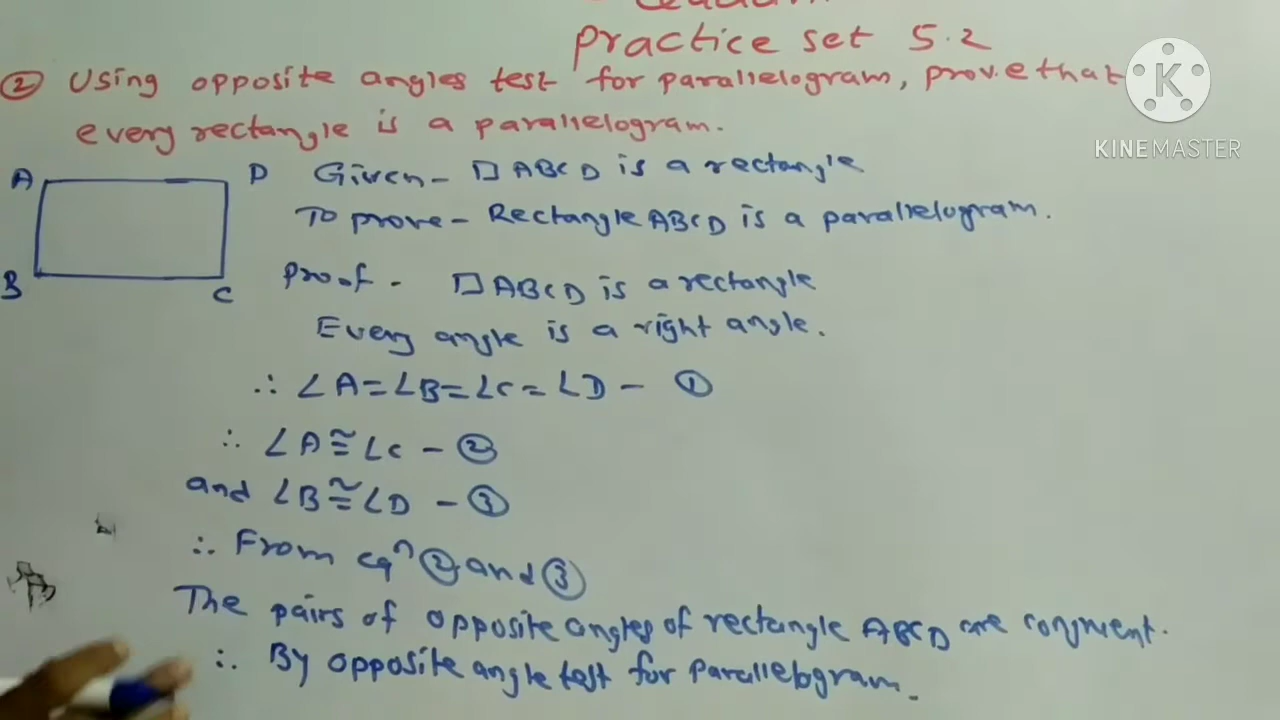 Practice set 5.2
② Using opposite angles test for parallelogram, prove that
every rectangle is a parallelogram.
A D Given - □ ABCD is a rectangle
To prove - Rectangle ABCD is a parallelogram.
B C Proof - □ ABCD is a rectangle
Every angle is a right angle.
∴ ∠A = ∠B = ∠C = ∠D - ①
∴ ∠A ≅ ∠C - ②
and ∠B ≅ ∠D - ③
∴ From eqⁿ ② and ③
The pairs of opposite angles of rectangle ABCD are congruent.
∴ By opposite angle test for parallelogram.
K
KINEMASTER